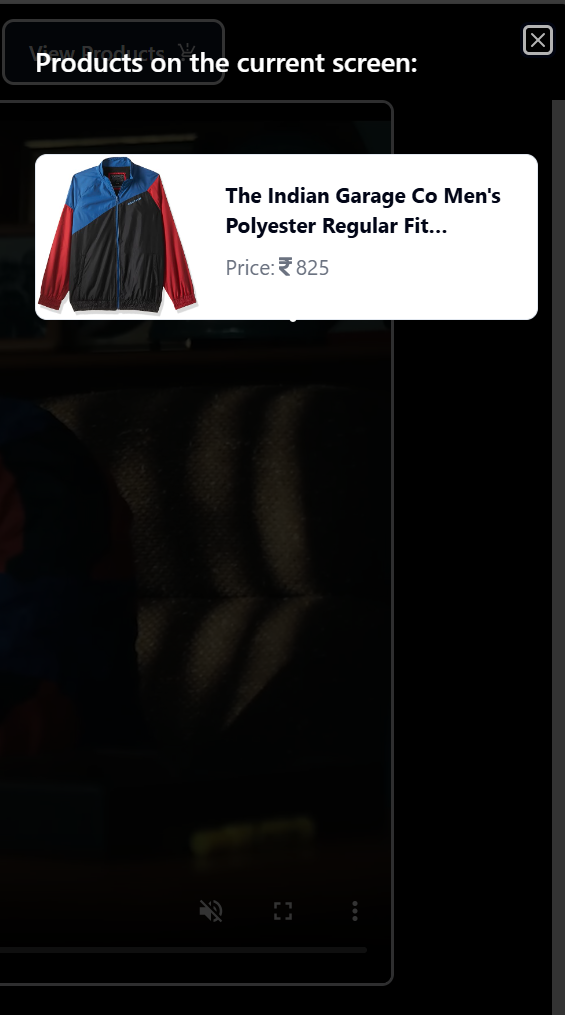 View Products
Products on the current screen:
The Indian Garage Co Men's
Polyester Regular Fit...
Price: ₹ 825